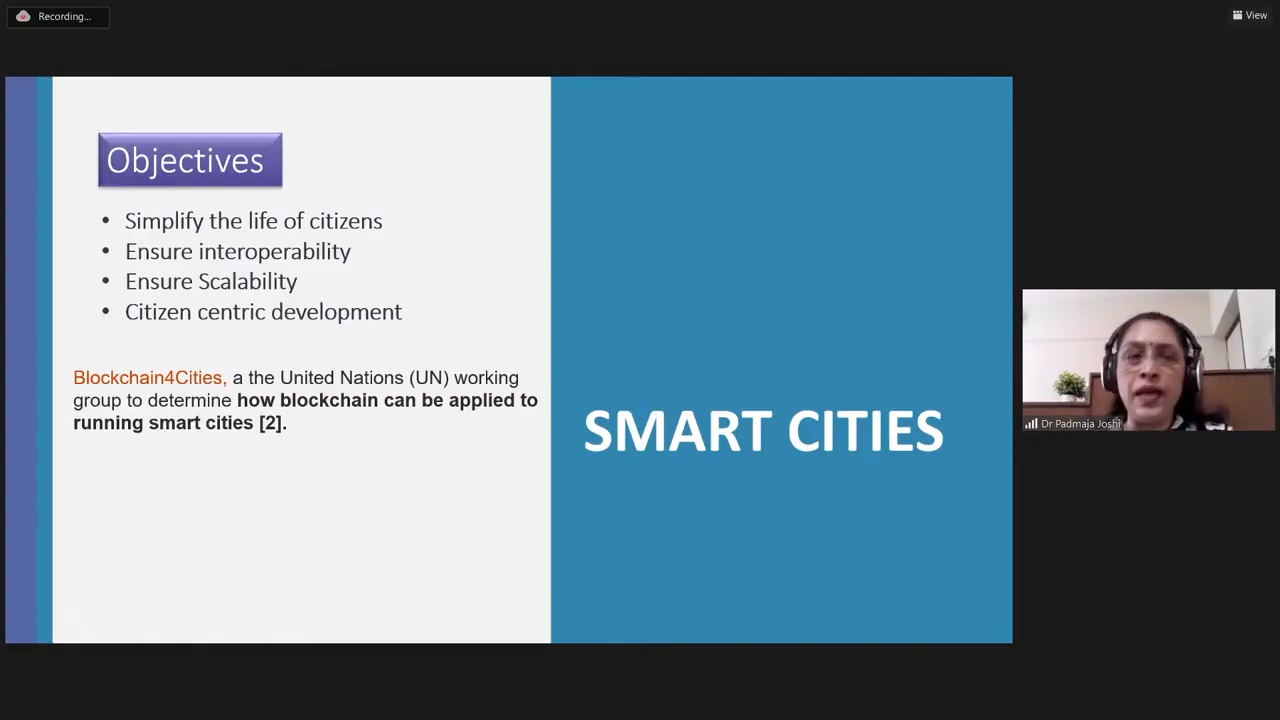 Recording...
View
Objectives
• Simplify the life of citizens
• Ensure interoperability
• Ensure Scalability
• Citizen centric development
Blockchain4Cities, a the United Nations (UN) working
group to determine how blockchain can be applied to
running smart cities [2].
SMART CITIES
Dr Padmaja Joshi